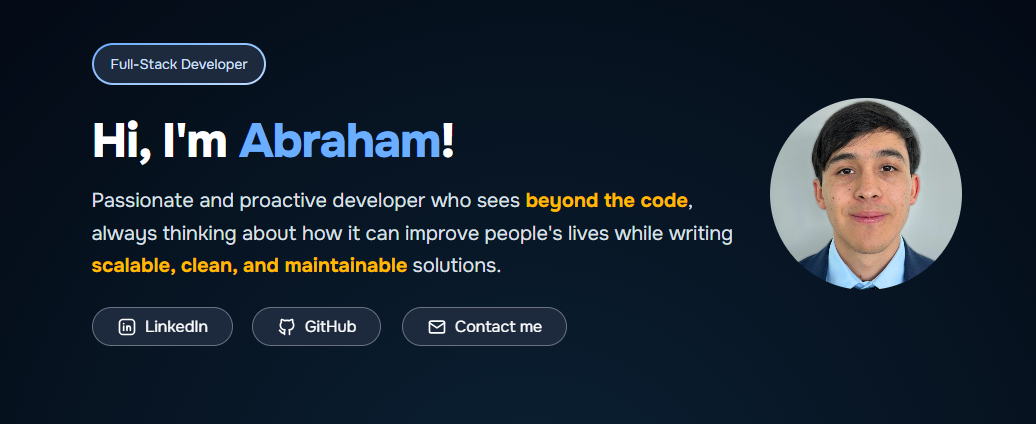 Full-Stack Developer
Hi, I'm Abraham!
Passionate and proactive developer who sees beyond the code,
always thinking about how it can improve people's lives while writing
scalable, clean, and maintainable solutions.
LinkedIn GitHub Contact me